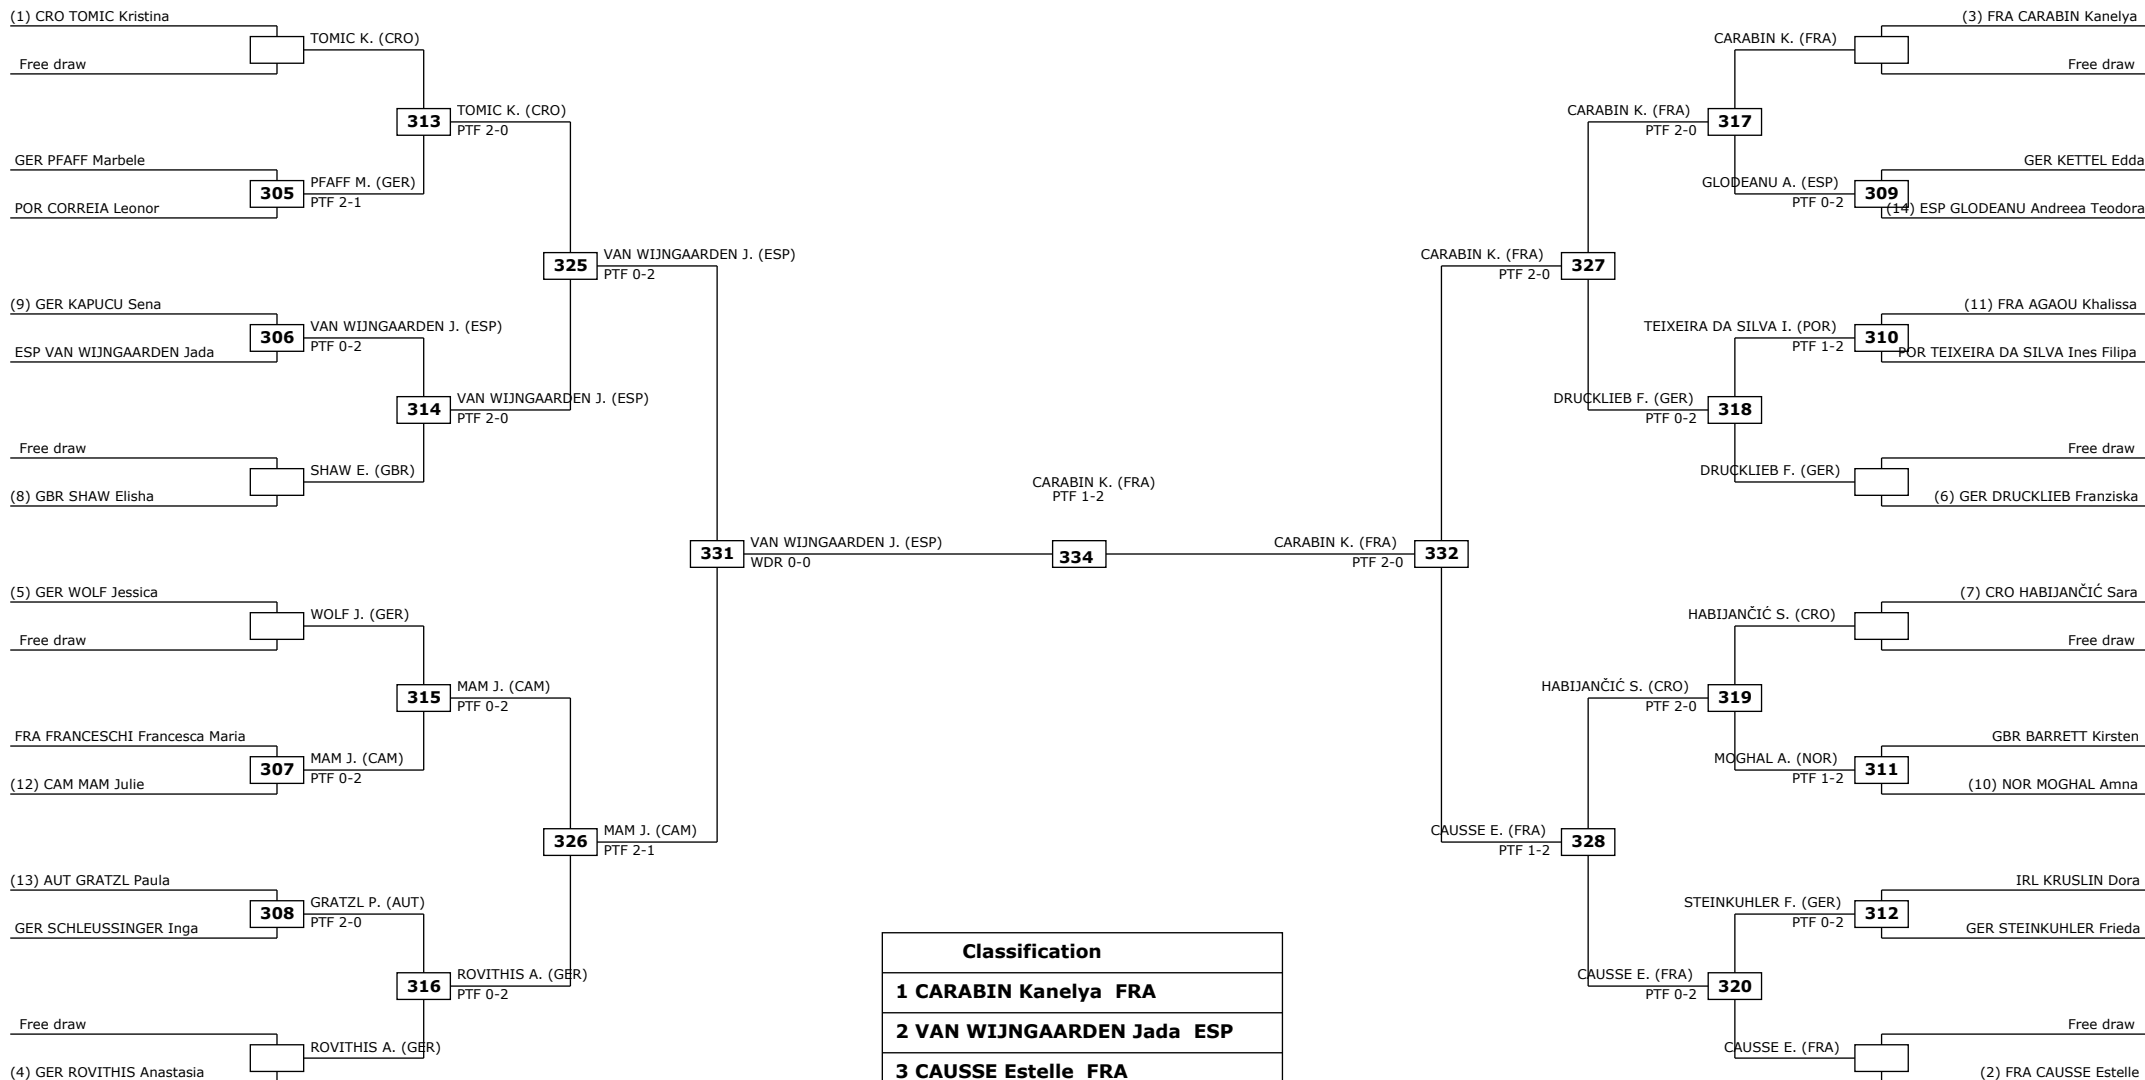 (1) CRO TOMIC Kristina
TOMIC K. (CRO)
Free draw
313
TOMIC K. (CRO)
PTF 2-0
GER PFAFF Marbele
305
PFAFF M. (GER)
PTF 2-1
POR CORREIA Leonor
325
VAN WIJNGAARDEN J. (ESP)
PTF 0-2
(9) GER KAPUCU Sena
306
VAN WIJNGAARDEN J. (ESP)
PTF 0-2
ESP VAN WIJNGAARDEN Jada
314
VAN WIJNGAARDEN J. (ESP)
PTF 2-0
Free draw
SHAW E. (GBR)
(8) GBR SHAW Elisha
331
VAN WIJNGAARDEN J. (ESP)
WDR 0-0
(5) GER WOLF Jessica
WOLF J. (GER)
Free draw
315
MAM J. (CAM)
PTF 0-2
FRA FRANCESCHI Francesca Maria
307
MAM J. (CAM)
PTF 0-2
(12) CAM MAM Julie
326
MAM J. (CAM)
PTF 2-1
(13) AUT GRATZL Paula
308
GRATZL P. (AUT)
PTF 2-0
GER SCHLEUSSINGER Inga
316
ROVITHIS A. (GER)
PTF 0-2
Free draw
ROVITHIS A. (GER)
(4) GER ROVITHIS Anastasia
CARABIN K. (FRA)
PTF 1-2
334
(3) FRA CARABIN Kanelya
CARABIN K. (FRA)
Free draw
CARABIN K. (FRA)
PTF 2-0
317
GER KETTEL Edda
GLODEANU A. (ESP)
PTF 0-2
309
(14) ESP GLODEANU Andreea Teodora
CARABIN K. (FRA)
PTF 2-0
327
(11) FRA AGAOU Khalissa
TEIXEIRA DA SILVA I. (POR)
PTF 1-2
310
POR TEIXEIRA DA SILVA Ines Filipa
DRUCKLIEB F. (GER)
PTF 0-2
318
Free draw
DRUCKLIEB F. (GER)
(6) GER DRUCKLIEB Franziska
CARABIN K. (FRA)
PTF 2-0
332
(7) CRO HABIJANČIĆ Sara
HABIJANČIĆ S. (CRO)
Free draw
HABIJANČIĆ S. (CRO)
PTF 2-0
319
GBR BARRETT Kirsten
MOGHAL A. (NOR)
PTF 1-2
311
(10) NOR MOGHAL Amna
CAUSSE E. (FRA)
PTF 1-2
328
IRL KRUSLIN Dora
STEINKUHLER F. (GER)
PTF 0-2
312
GER STEINKUHLER Frieda
CAUSSE E. (FRA)
PTF 0-2
320
Free draw
CAUSSE E. (FRA)
(2) FRA CAUSSE Estelle
Classification
1 CARABIN Kanelya FRA
2 VAN WIJNGAARDEN Jada ESP
3 CAUSSE Estelle FRA